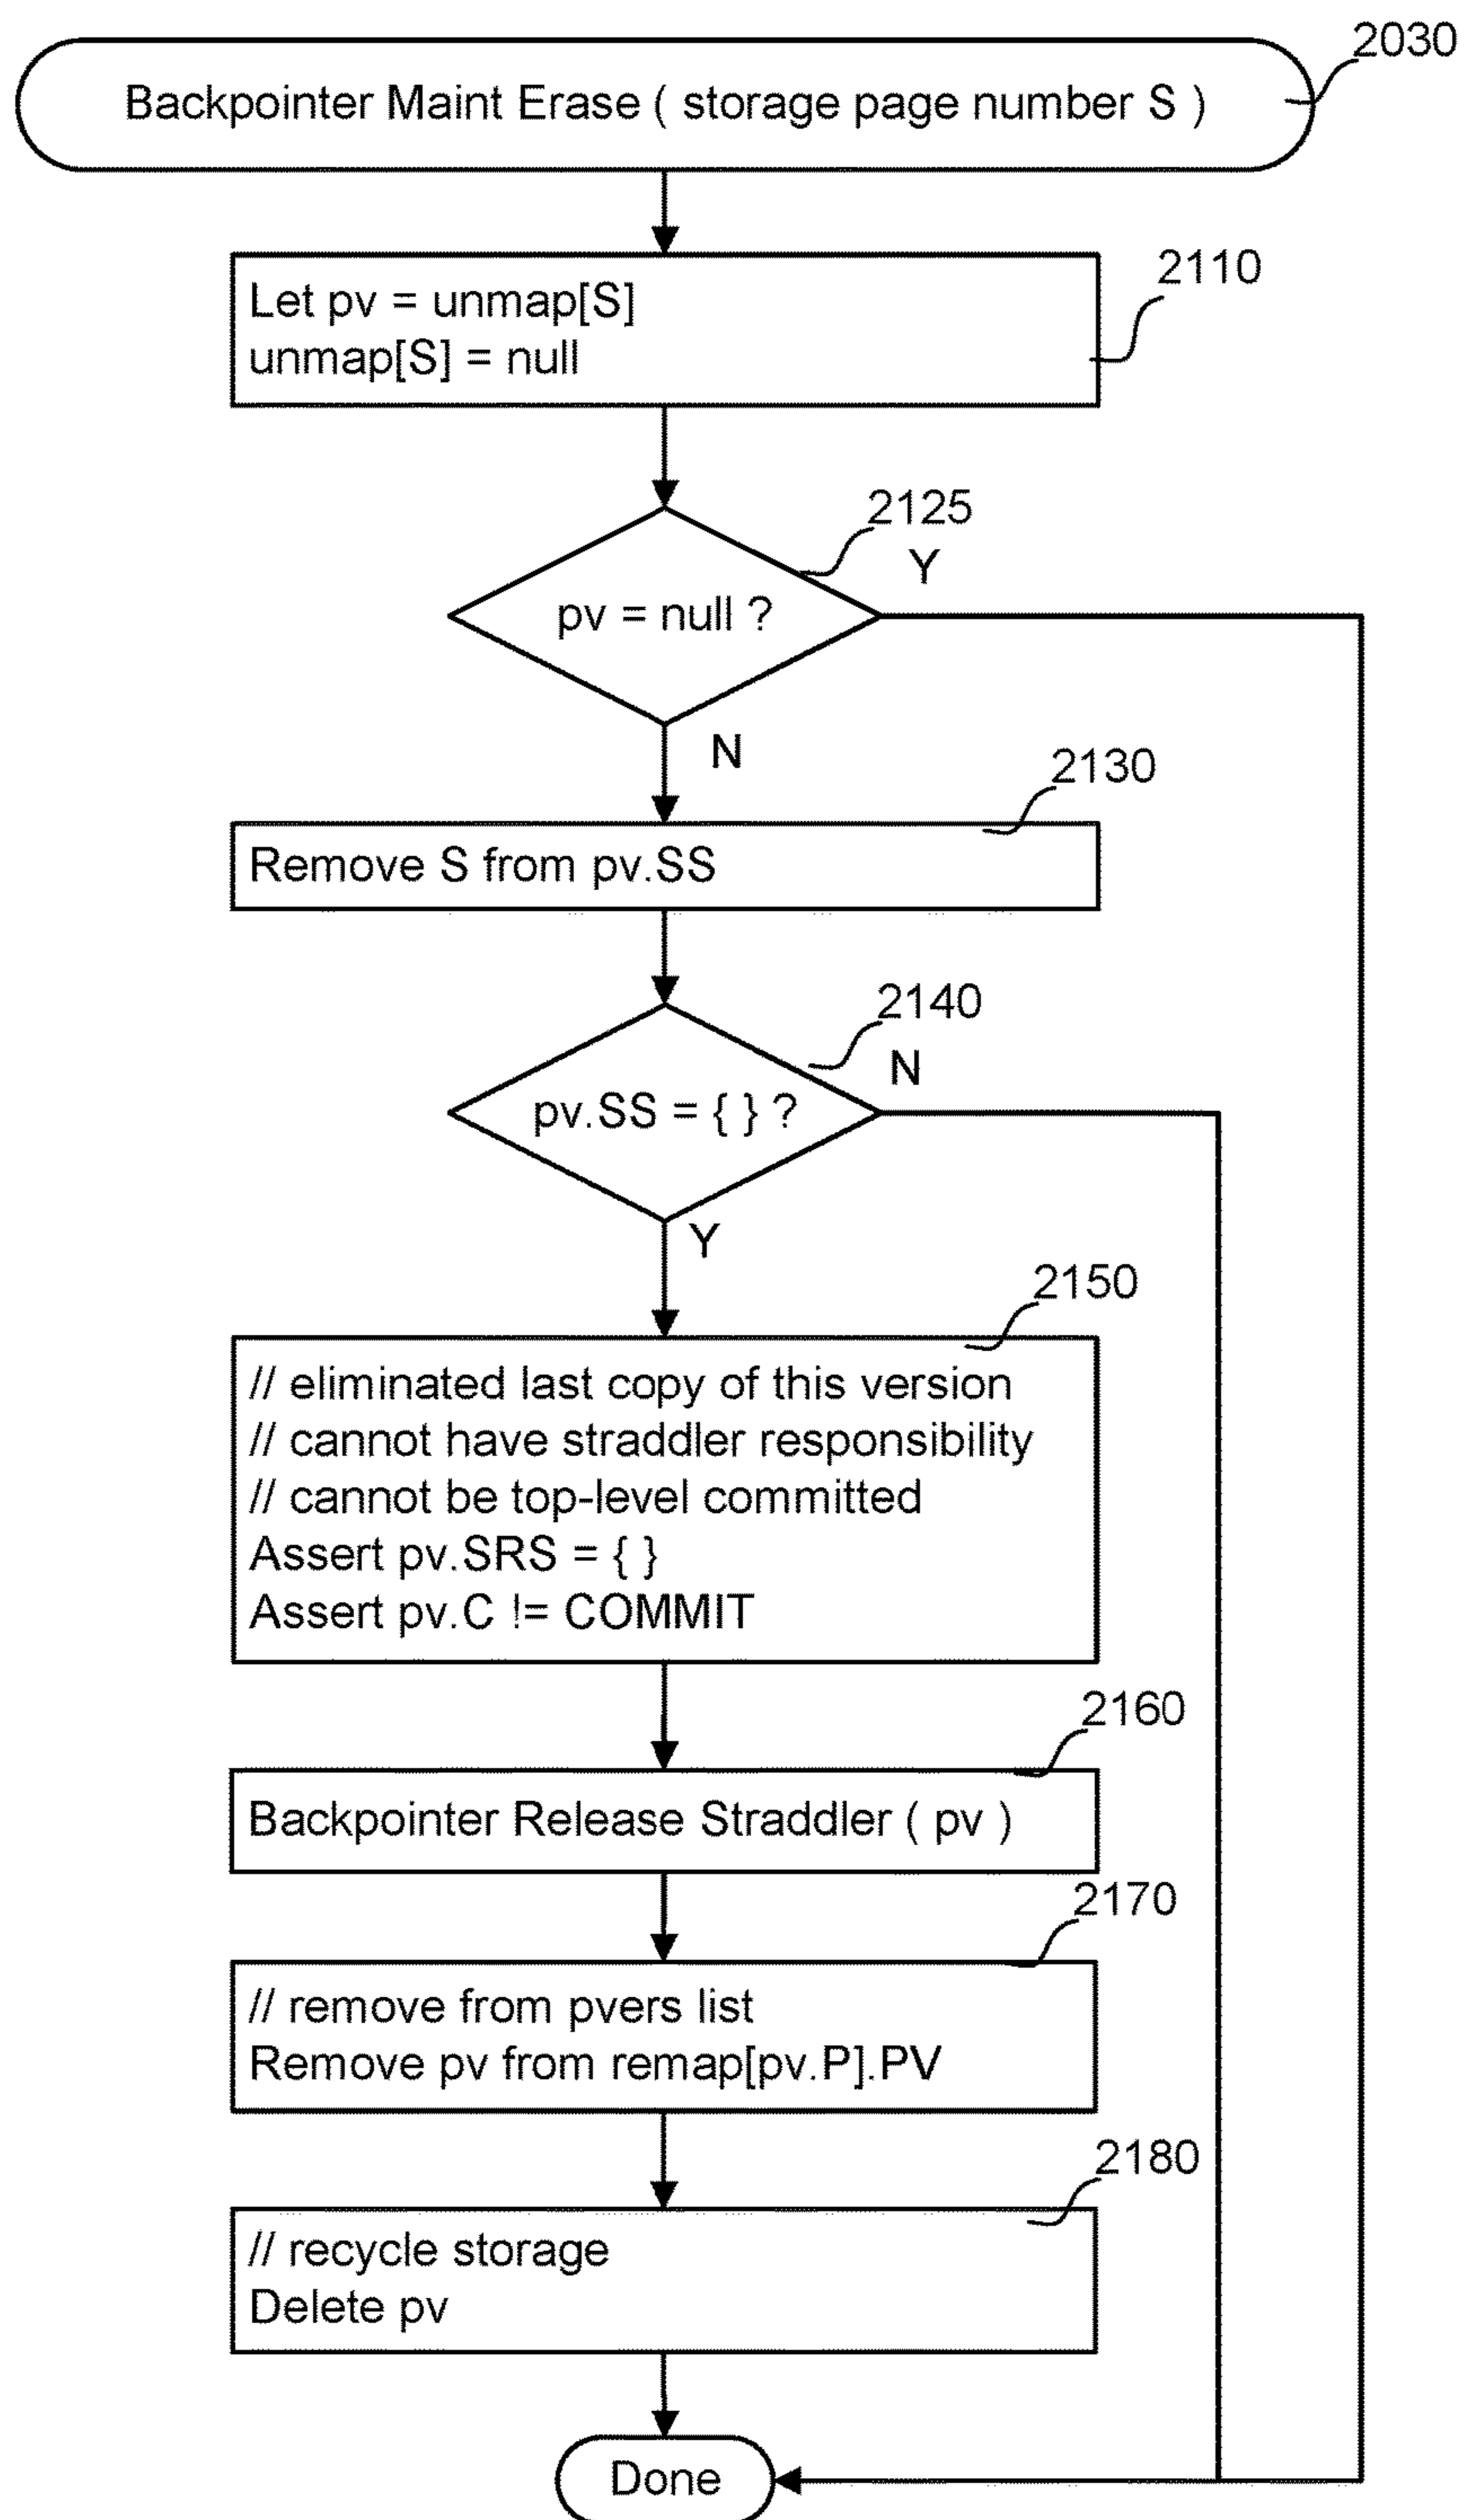 2030
Backpointer Maint Erase ( storage page number S )
2110
Let pv = unmap[S]
unmap[S] = null
2125
Y
pv = null ?
N
2130
Remove S from pv.SS
2140
N
pv.SS = { } ?
Y
2150
// eliminated last copy of this version
// cannot have straddler responsibility
// cannot be top-level committed
Assert pv.SRS = { }
Assert pv.C != COMMIT
2160
Backpointer Release Straddler ( pv )
2170
// remove from pvers list
Remove pv from remap[pv.P].PV
2180
// recycle storage
Delete pv
Done